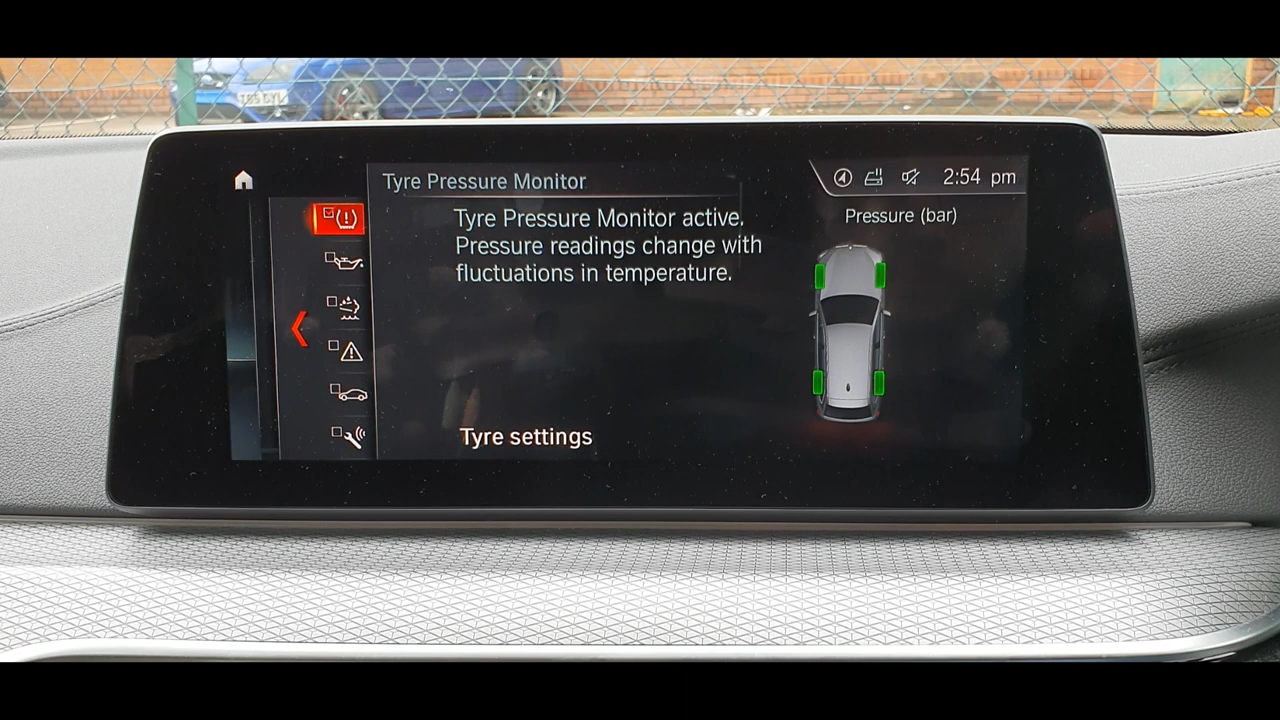 Tyre Pressure Monitor
2:54 pm
Tyre Pressure Monitor active.
Pressure readings change with
fluctuations in temperature.
Pressure (bar)
Tyre settings